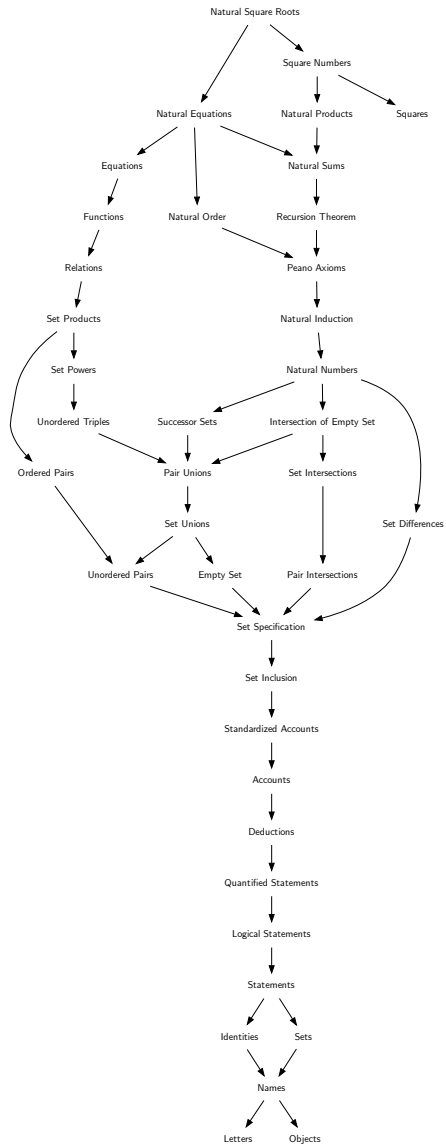 Natural Square Roots
Square Numbers
Natural Equations
Natural Products
Squares
Equations
Natural Sums
Functions
Natural Order
Recursion Theorem
Relations
Peano Axioms
Set Products
Natural Induction
Set Powers
Natural Numbers
Unordered Triples
Successor Sets
Intersection of Empty Set
Ordered Pairs
Pair Unions
Set Intersections
Set Unions
Set Differences
Unordered Pairs
Empty Set
Pair Intersections
Set Specification
Set Inclusion
Standardized Accounts
Accounts
Deductions
Quantified Statements
Logical Statements
Statements
Identities
Sets
Names
Letters
Objects